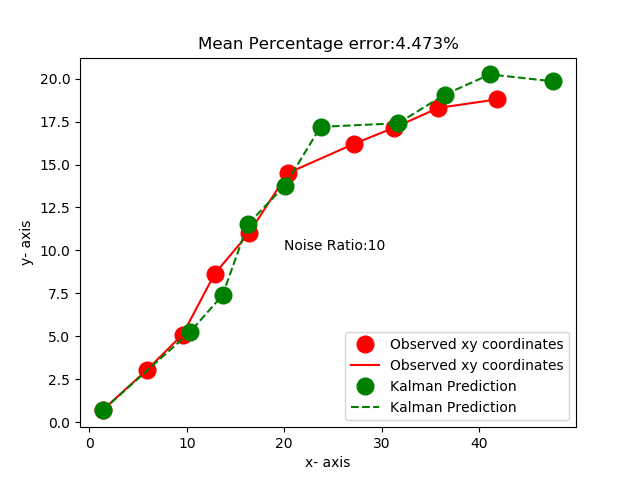 Mean Percentage error:4.473%
20.0
17.5
15.0
12.5
10.0
7.5
5.0
2.5
0.0
y- axis
Noise Ratio:10
Observed xy coordinates
Observed xy coordinates
Kalman Prediction
Kalman Prediction
0 10 20 30 40
x- axis